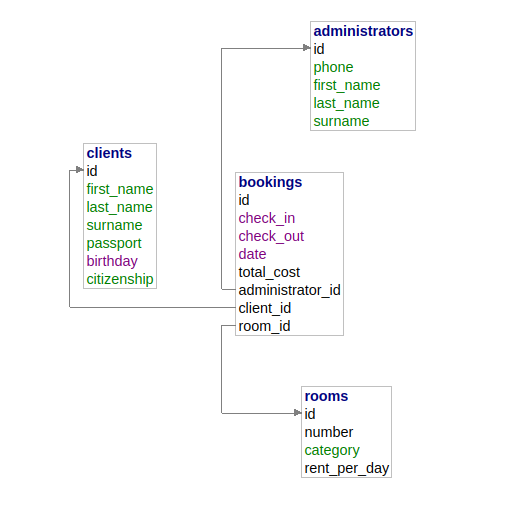 administrators
id
phone
first_name
last_name
surname
clients
id
first_name
last_name
surname
passport
birthday
citizenship
bookings
id
check_in
check_out
date
total_cost
administrator_id
client_id
room_id
rooms
id
number
category
rent_per_day